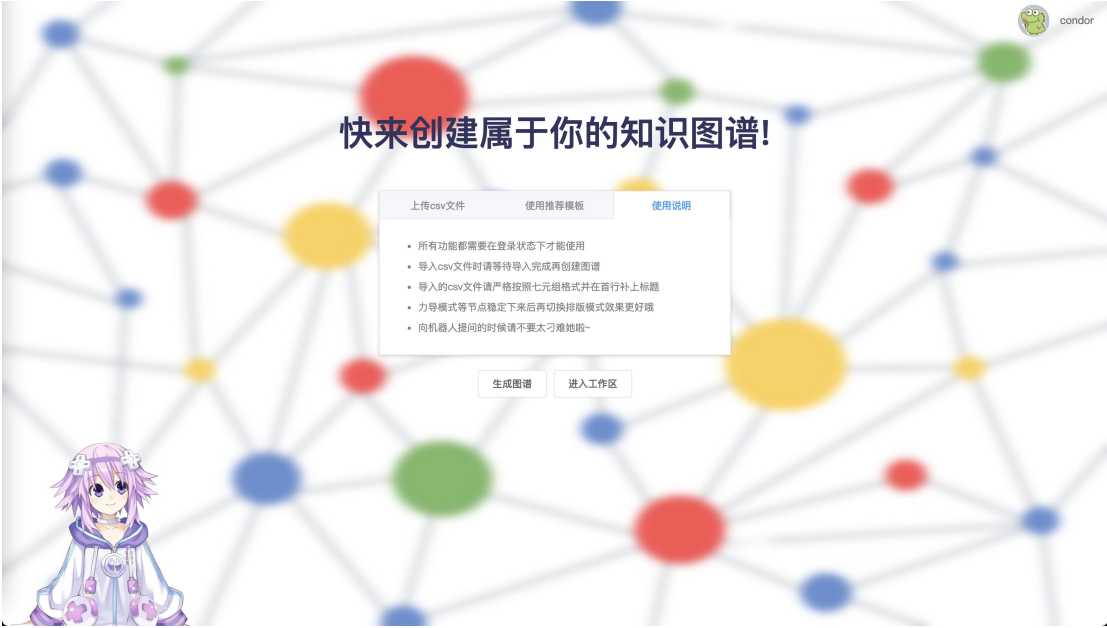 condor
快来创建属于你的知识图谱!
上传csv文件 使用推荐模板 使用说明
所有功能都需要在登录状态下才能使用
导入csv文件时请等待导入完成再创建图谱
导入的csv文件请严格按照七元组格式并在首行补上标题
力导模式等节点稳定下来后再切换排版模式效果更好哦
向机器人提问的时候请不要太刁难她啦~
生成图谱 进入工作区